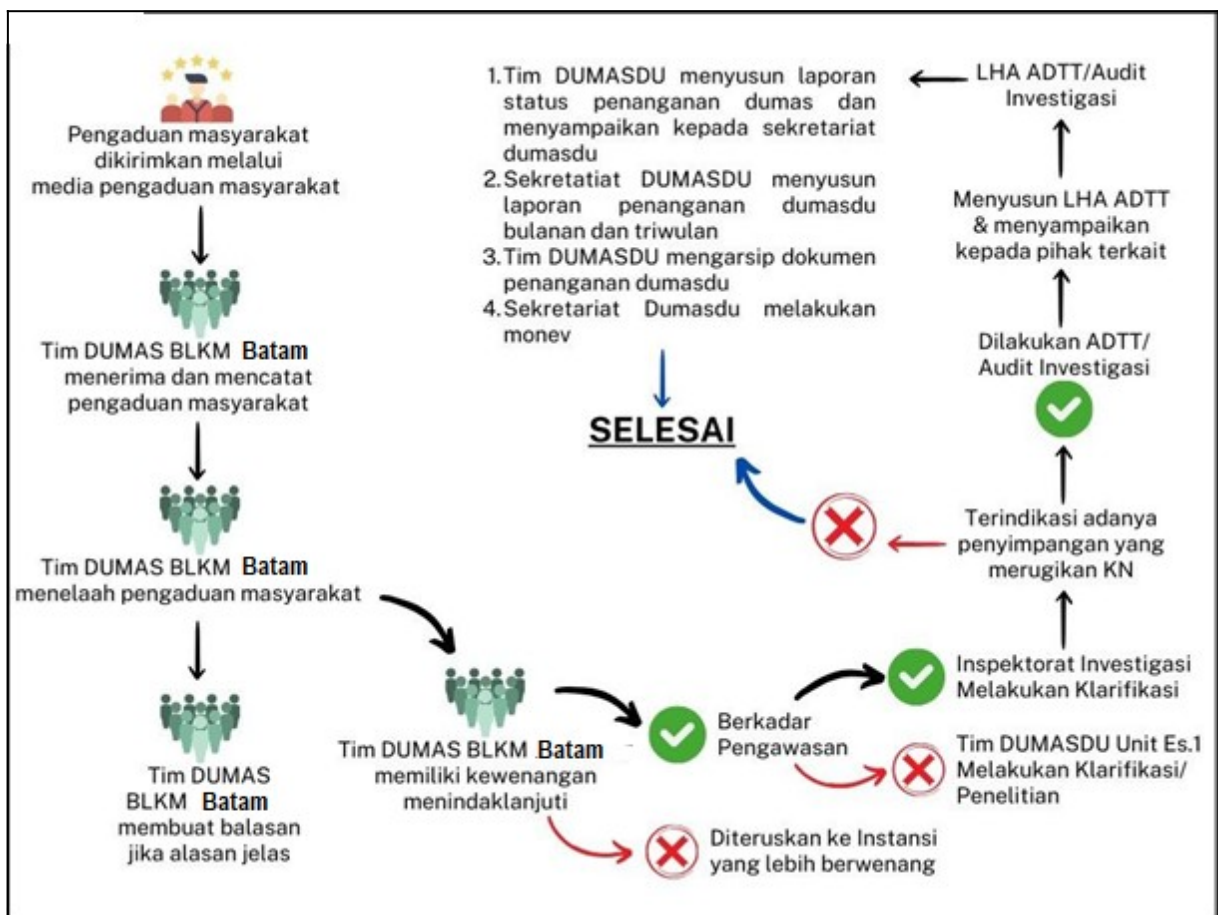 Pengaduan masyarakat
dikirimkan melalui
media pengaduan masyarakat
Tim DUMAS BLKM Batam
menerima dan mencatat
pengaduan masyarakat
Tim DUMAS BLKM Batam
menelaah pengaduan masyarakat
Tim DUMAS
BLKM Batam
membuat balasan
jika alasan jelas
Tim DUMAS BLKM Batam
memiliki kewenangan
menindaklanjuti
Diteruskan ke Instansi
yang lebih berwenang
Berkadar
Pengawasan
Tim DUMASDU Unit Es.1
Melakukan Klarifikasi/
Penelitian
Inspektorat Investigasi
Melakukan Klarifikasi
Terindikasi adanya
penyimpangan yang
merugikan KN
Dilakukan ADTT/
Audit Investigasi
Menyusun LHA ADTT
& menyampaikan
kepada pihak terkait
LHA ADTT/Audit
Investigasi
1. Tim DUMASDU menyusun laporan
status penanganan dumas dan
menyampaikan kepada sekretariat
dumasdu
2. Sekretatiat DUMASDU menyusun
laporan penanganan dumasdu
bulanan dan triwulan
3. Tim DUMASDU mengarsip dokumen
penanganan dumasdu
4. Sekretariat Dumasdu melakukan
monev
SELESAI